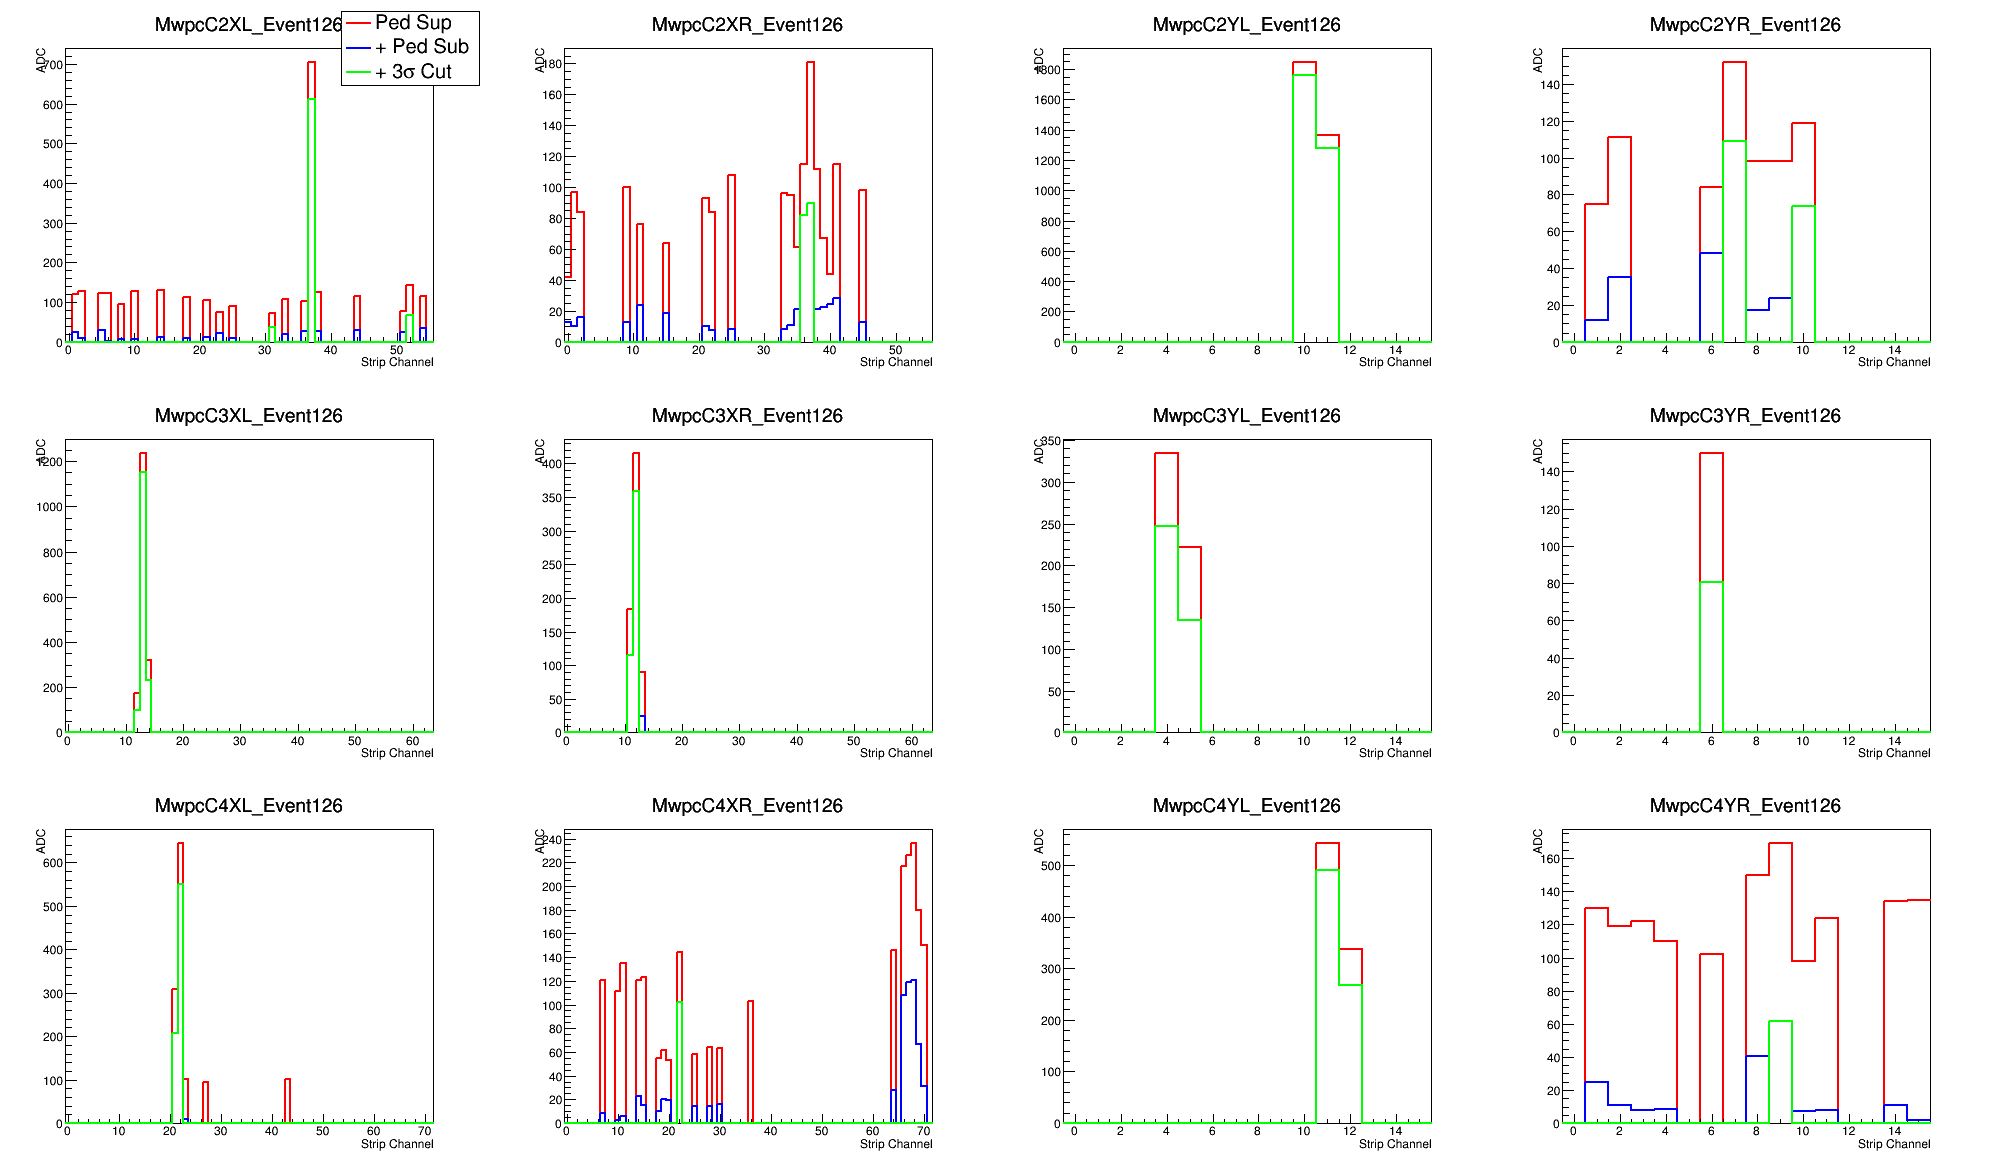 MwpcC2XL_Event126
Ped Sup
+ Ped Sub
+ 3σ Cut
ADC
700
600
500
400
300
200
100
0
0 10 20 30 40 50
Strip Channel
MwpcC2XR_Event126
ADC
180
160
140
120
100
80
60
40
20
0
0 10 20 30 40 50
Strip Channel
MwpcC2YL_Event126
ADC
1800
1600
1400
1200
1000
800
600
400
200
0
0 2 4 6 8 10 12 14
Strip Channel
MwpcC2YR_Event126
ADC
140
120
100
80
60
40
20
0
0 2 4 6 8 10 12 14
Strip Channel
MwpcC3XL_Event126
ADC
1200
1000
800
600
400
200
0
0 10 20 30 40 50 60
Strip Channel
MwpcC3XR_Event126
ADC
400
350
300
250
200
150
100
50
0
0 10 20 30 40 50 60
Strip Channel
MwpcC3YL_Event126
ADC
350
300
250
200
150
100
50
0
0 2 4 6 8 10 12 14
Strip Channel
MwpcC3YR_Event126
ADC
140
120
100
80
60
40
20
0
0 2 4 6 8 10 12 14
Strip Channel
MwpcC4XL_Event126
ADC
600
500
400
300
200
100
0
0 10 20 30 40 50 60 70
Strip Channel
MwpcC4XR_Event126
ADC
240
220
200
180
160
140
120
100
80
60
40
20
0
0 10 20 30 40 50 60 70
Strip Channel
MwpcC4YL_Event126
ADC
500
400
300
200
100
0
0 2 4 6 8 10 12 14
Strip Channel
MwpcC4YR_Event126
ADC
160
140
120
100
80
60
40
20
0
0 2 4 6 8 10 12 14
Strip Channel